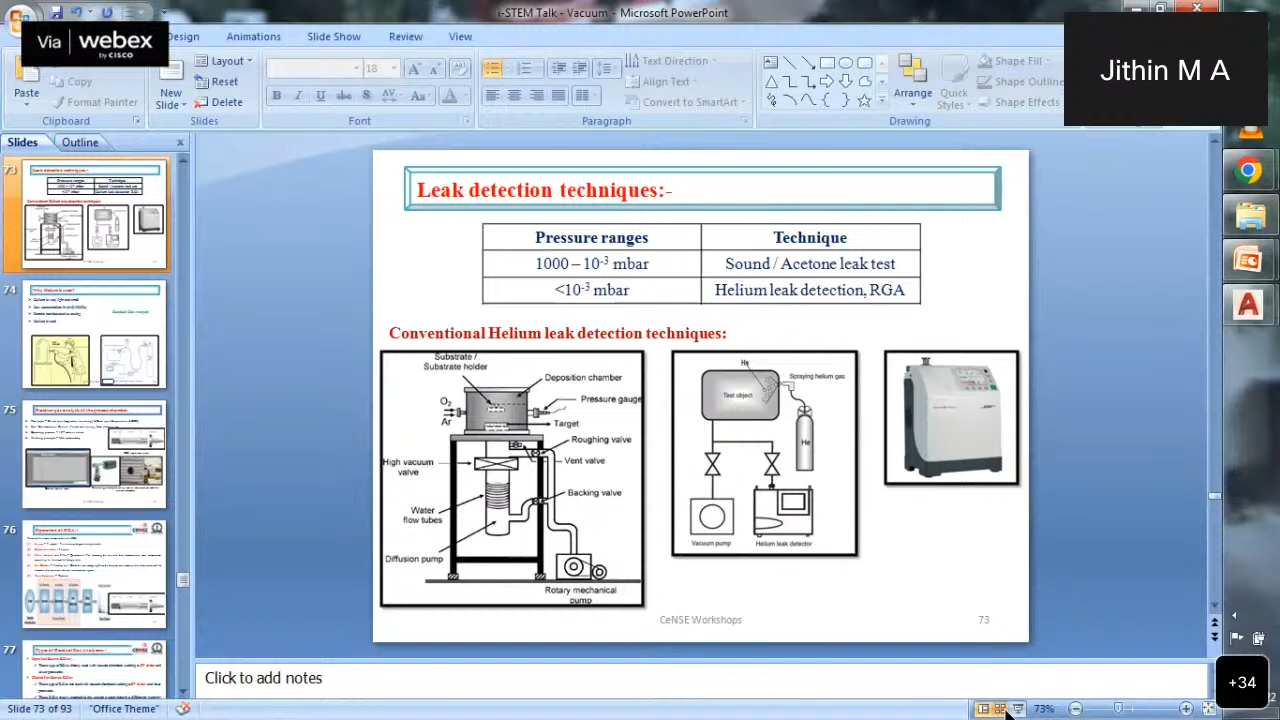 STEM Talk - Vacuum - Microsoft PowerPoint
Via webex
by CISCO
Jithin M A
Design Animations Slide Show Review View
Paste
Copy
Format Painter
Clipboard
New
Slide
Layout
Reset
Delete
Slides
18
Font
Text Direction
Align Text
Convert to SmartArt
Paragraph
Arrange
Quick
Styles
Shape Fill
Shape Outline
Shape Effects
Drawing
Slides Outline
73
74
75
76
77
Leak detection techniques:-
Pressure ranges Technique
1000 – 10-3 mbar Sound / Acetone leak test
~10-3 mbar Helium leak detection, RGA
Conventional Helium leak detection techniques:
Substrate /
Substrate holder
Deposition chamber
O2
Ar
Pressure gauge
Target
Roughing valve
High vacuum
valve
Vent valve
Backing valve
Water
flow tubes
Diffusion pump
Rotary mechanical
pump
He
Spraying helium gas
Test object
He
Vacuum pump
Helium leak detector
CeNSE Workshops
73
Click to add notes
+34
Slide 73 of 93 "Office Theme" 73%